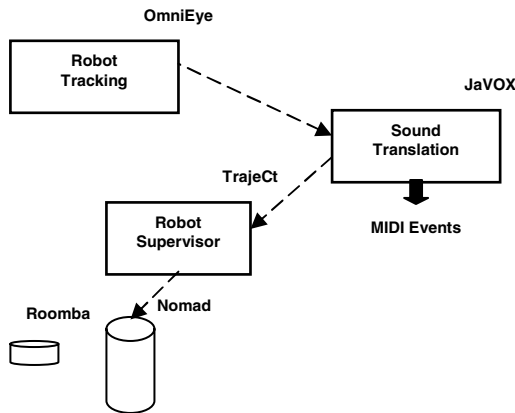 OmniEye
Robot
Tracking
JaVOX
Sound
Translation
TrajeCt
MIDI Events
Robot
Supervisor
Nomad
Roomba